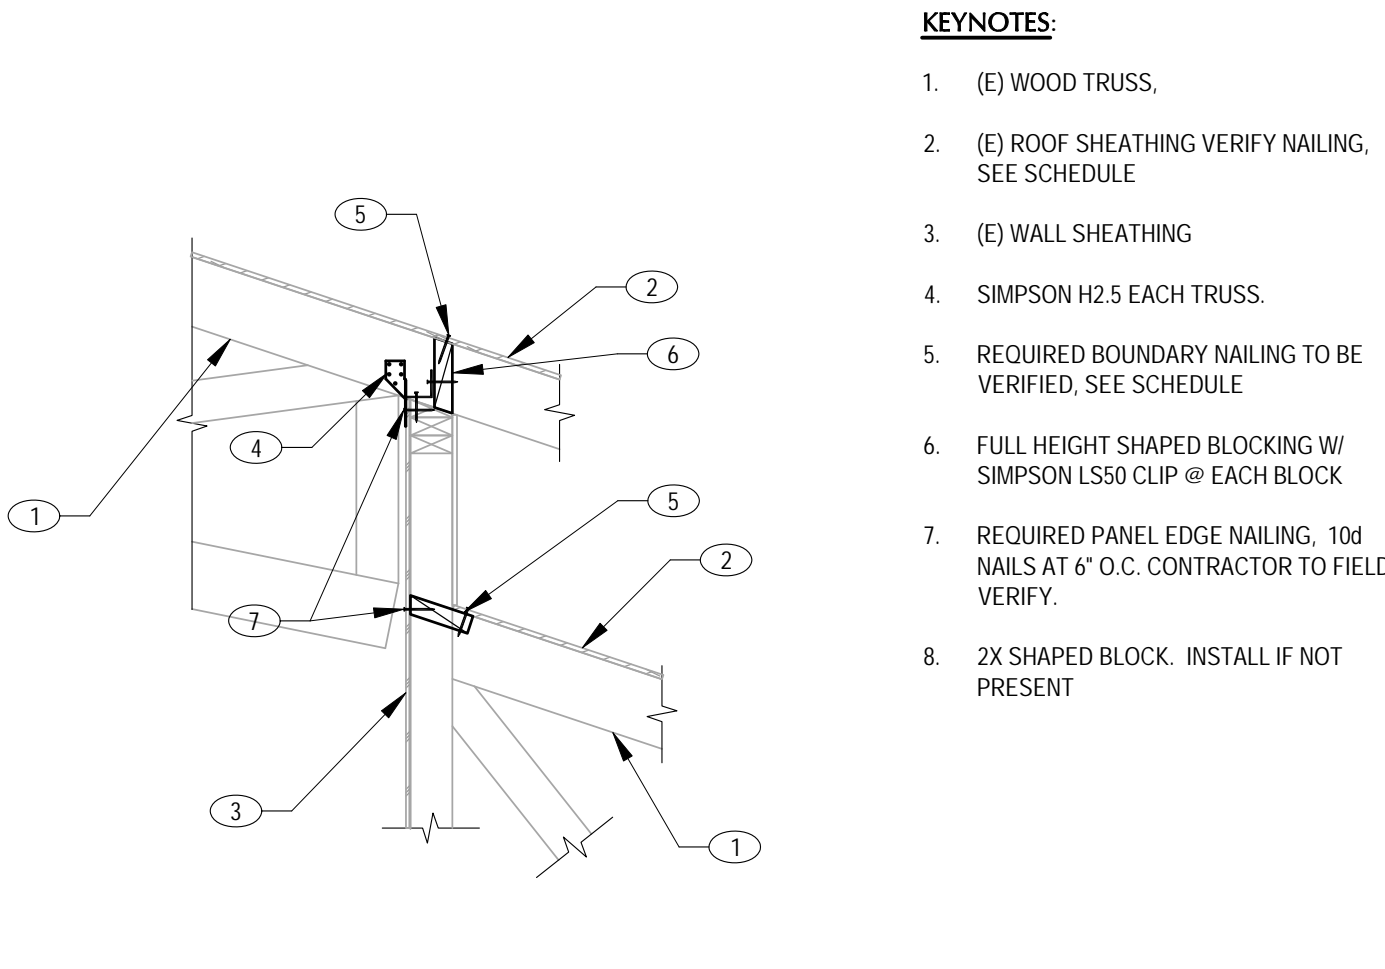 KEYNOTES:
1. (E) WOOD TRUSS,
2. (E) ROOF SHEATHING VERIFY NAILING,
SEE SCHEDULE
3. (E) WALL SHEATHING
4. SIMPSON H2.5 EACH TRUSS.
5. REQUIRED BOUNDARY NAILING TO BE
VERIFIED, SEE SCHEDULE
6. FULL HEIGHT SHAPED BLOCKING W/
SIMPSON LS50 CLIP @ EACH BLOCK
7. REQUIRED PANEL EDGE NAILING, 10d
NAILS AT 6" O.C. CONTRACTOR TO FIELD
VERIFY.
8. 2X SHAPED BLOCK. INSTALL IF NOT
PRESENT
5
2
6
4
5
1
2
7
3
1